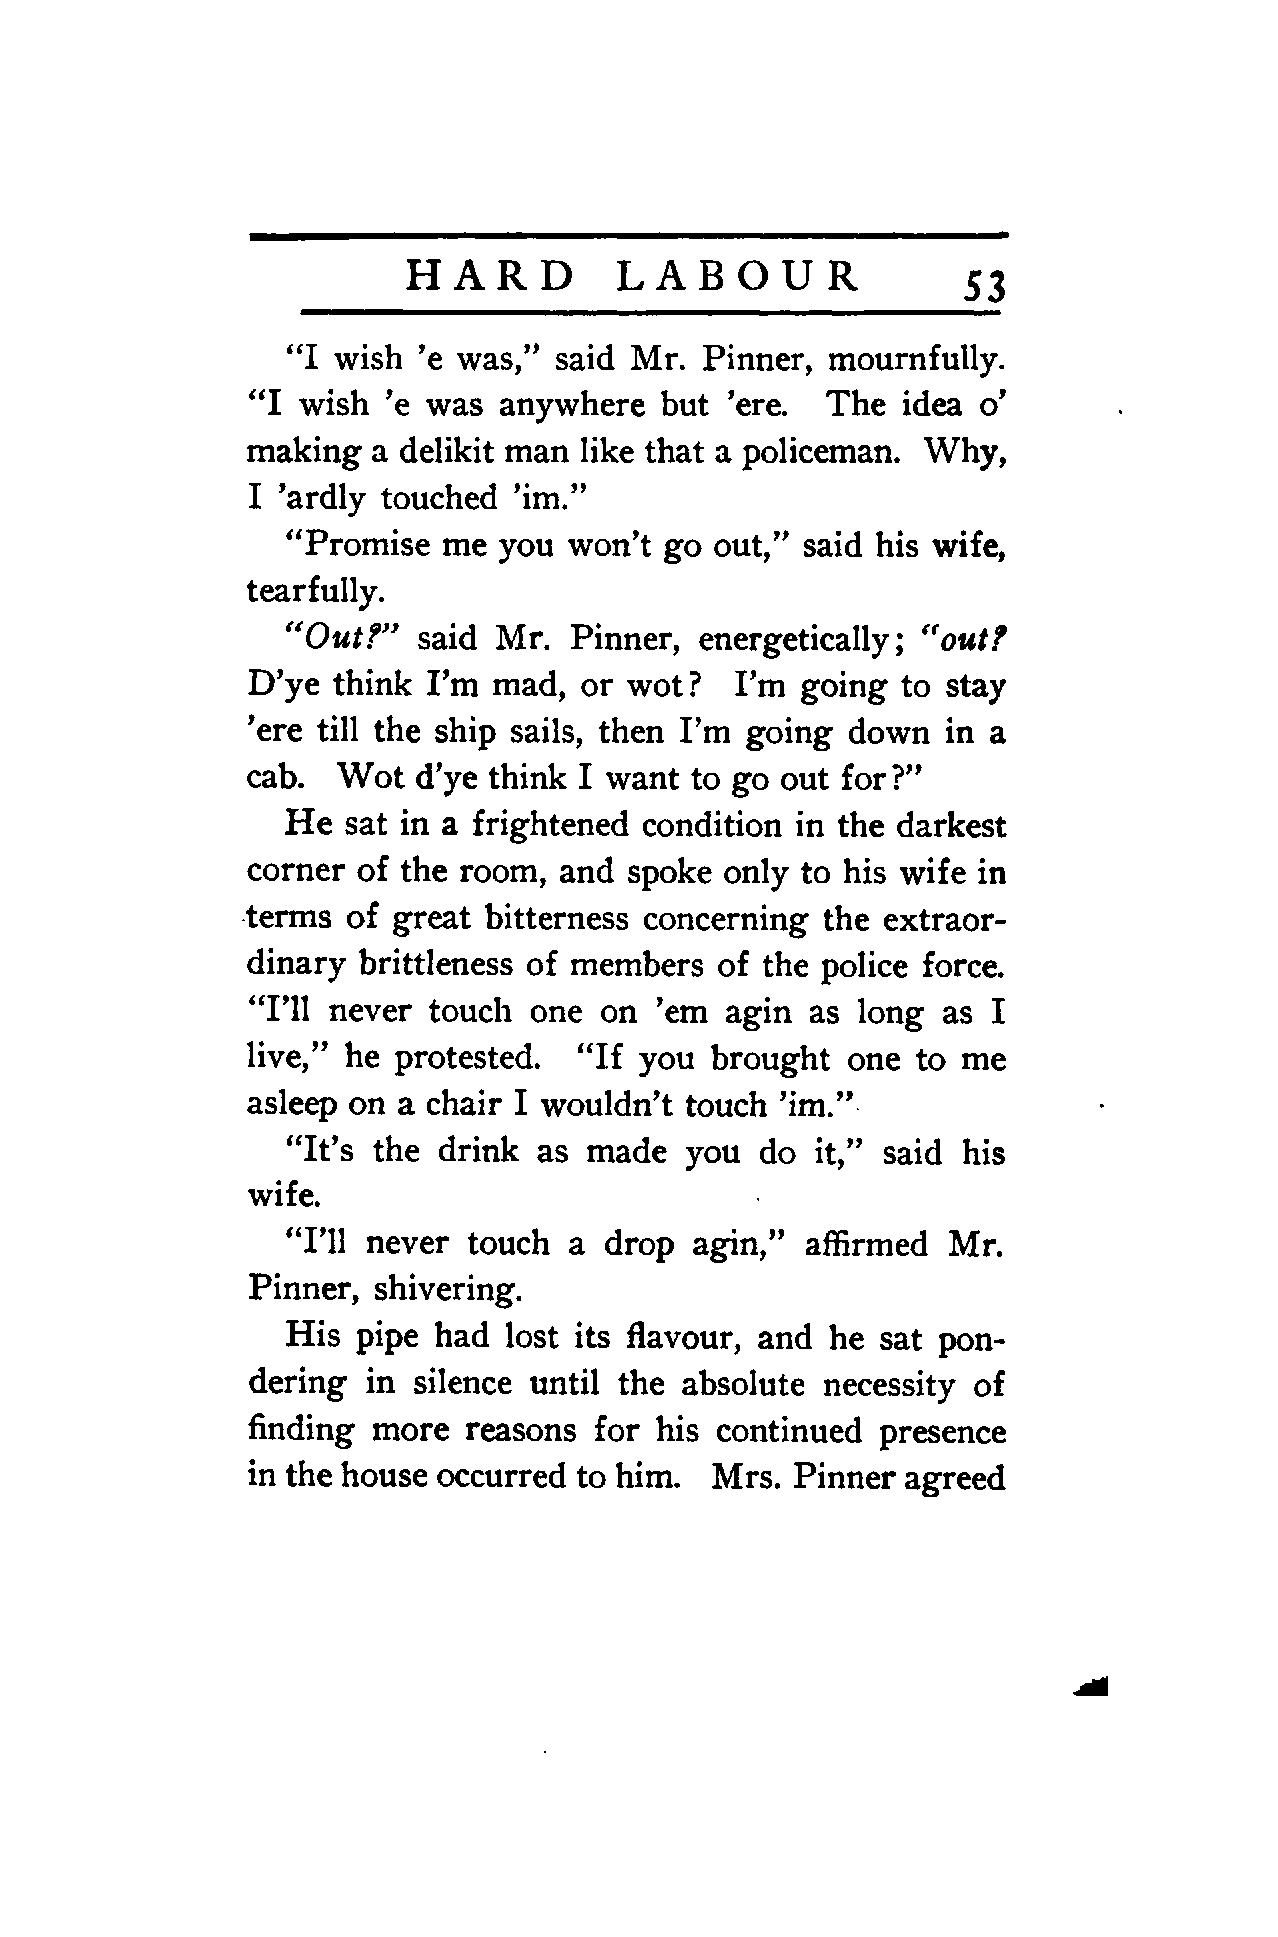 HARD LABOUR 53
“I wish ’e was,” said Mr. Pinner, mournfully.
“I wish ’e was anywhere but ’ere. The idea o’
making a delikit man like that a policeman. Why,
I ’ardly touched ’im.”
“Promise me you won’t go out,” said his wife,
tearfully.
“Out?” said Mr. Pinner, energetically; “out?
D’ye think I’m mad, or wot? I’m going to stay
’ere till the ship sails, then I’m going down in a
cab. Wot d’ye think I want to go out for?”
He sat in a frightened condition in the darkest
corner of the room, and spoke only to his wife in
terms of great bitterness concerning the extraor-
dinary brittleness of members of the police force.
“I’ll never touch one on ’em agin as long as I
live,” he protested. “If you brought one to me
asleep on a chair I wouldn’t touch ’im.”
“It’s the drink as made you do it,” said his
wife.
“I’ll never touch a drop agin,” affirmed Mr.
Pinner, shivering.
His pipe had lost its flavour, and he sat pon-
dering in silence until the absolute necessity of
finding more reasons for his continued presence
in the house occurred to him. Mrs. Pinner agreed